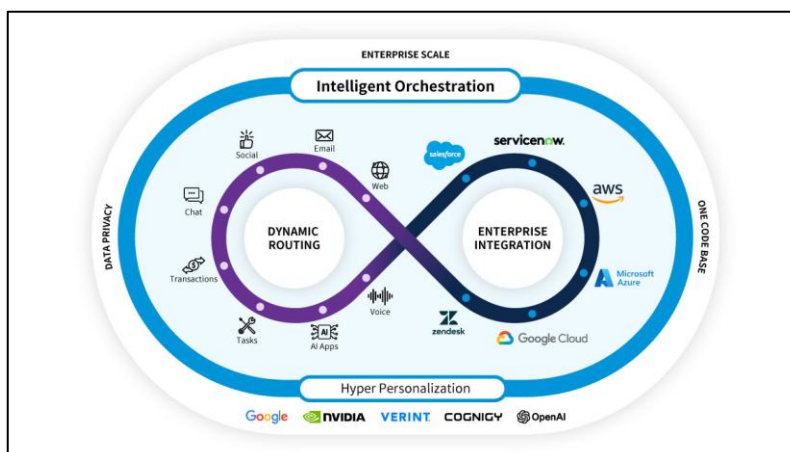 ENTERPRISE SCALE
Intelligent Orchestration
Social
Email
Web
Chat
Transactions
Tasks
AI
AI Apps
Voice
DYNAMIC
ROUTING
salesforce
servicenow
aws
Microsoft
Azure
Google Cloud
zendesk
ENTERPRISE
INTEGRATION
DATA PRIVACY
ONE CODE BASE
Hyper Personalization
Google
NVIDIA
VERINT
COGNIGY
OpenAI